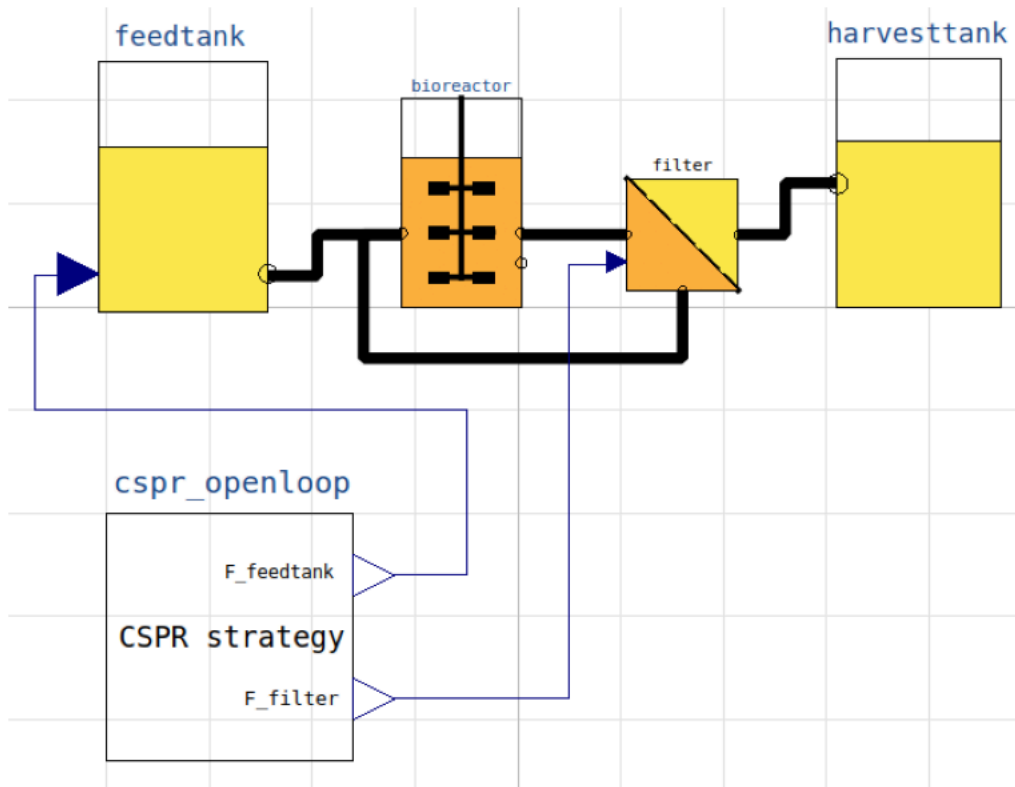 feedtank
harvesttank
bioreactor
filter
cspr_openloop
F_feedtank
CSPR strategy
F_filter